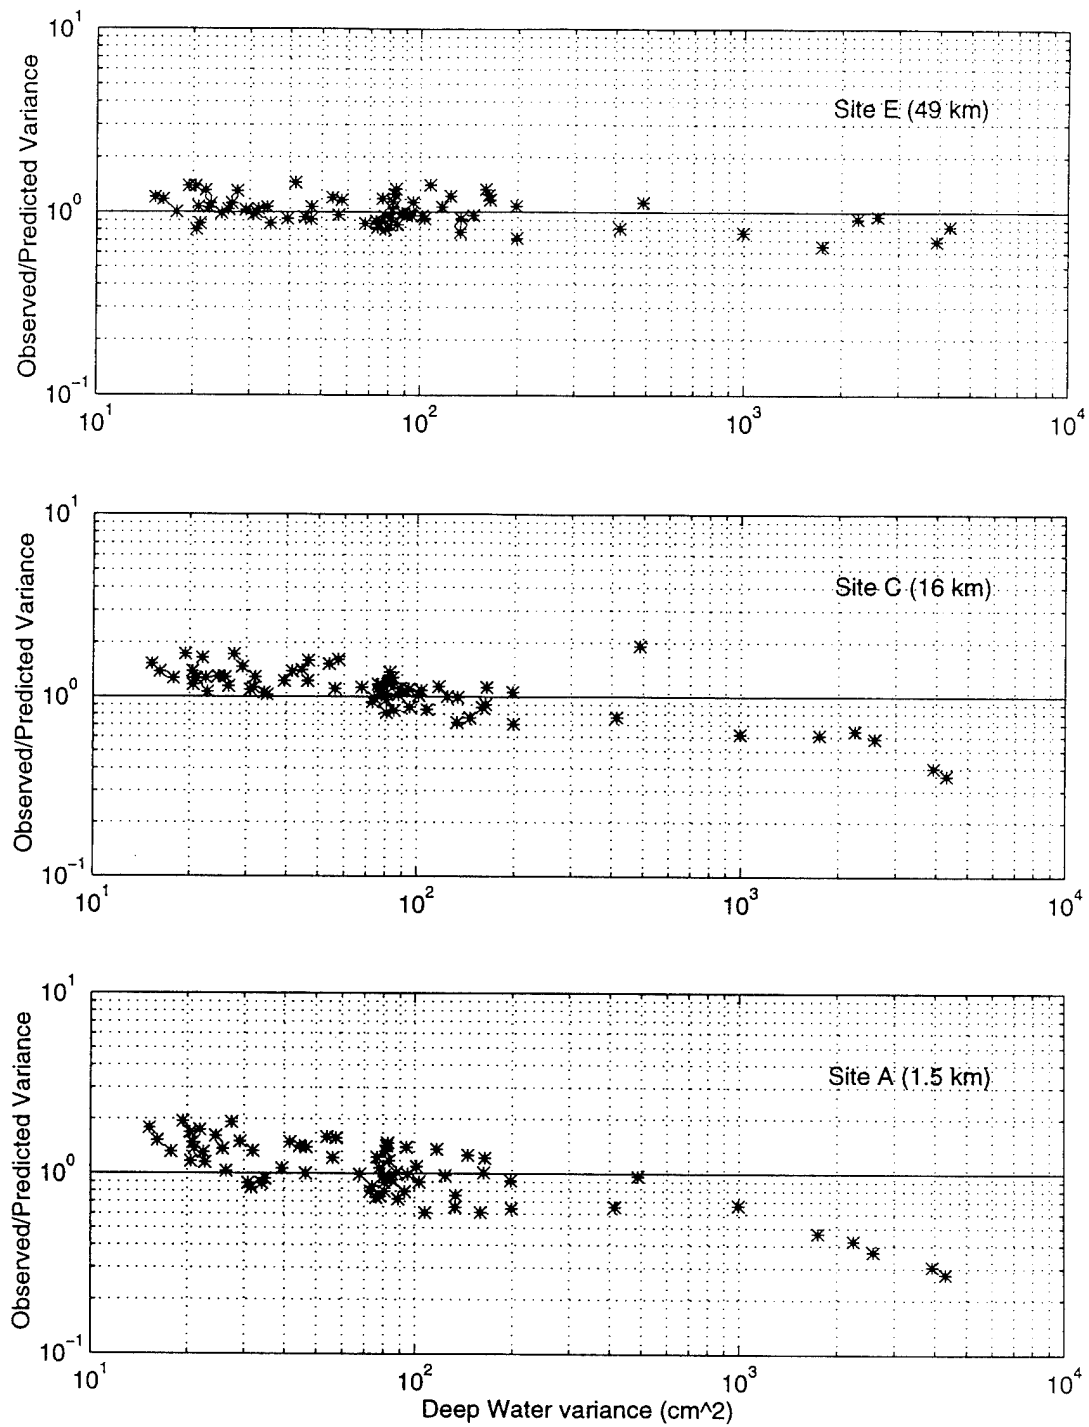 10^1
Observed/Predicted Variance
Site E (49 km)
10^0
10^-1
10^1 10^2 10^3 10^4
10^1
Observed/Predicted Variance
Site C (16 km)
10^0
10^-1
10^1 10^2 10^3 10^4
10^1
Observed/Predicted Variance
Site A (1.5 km)
10^0
10^-1
10^1 10^2 10^3 10^4
Deep Water variance (cm^2)